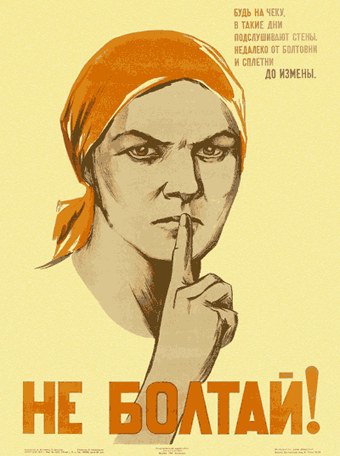 БУДЬ НА ЧЕКУ,
В ТАКИЕ ДНИ
ПОДСЛУШИВАЮТ СТЕНЫ.
НЕДАЛЕКО ОТ БОЛТОВНИ
И СПЛЕТНИ
ДО ИЗМЕНЫ.
НЕ БОЛТАЙ!